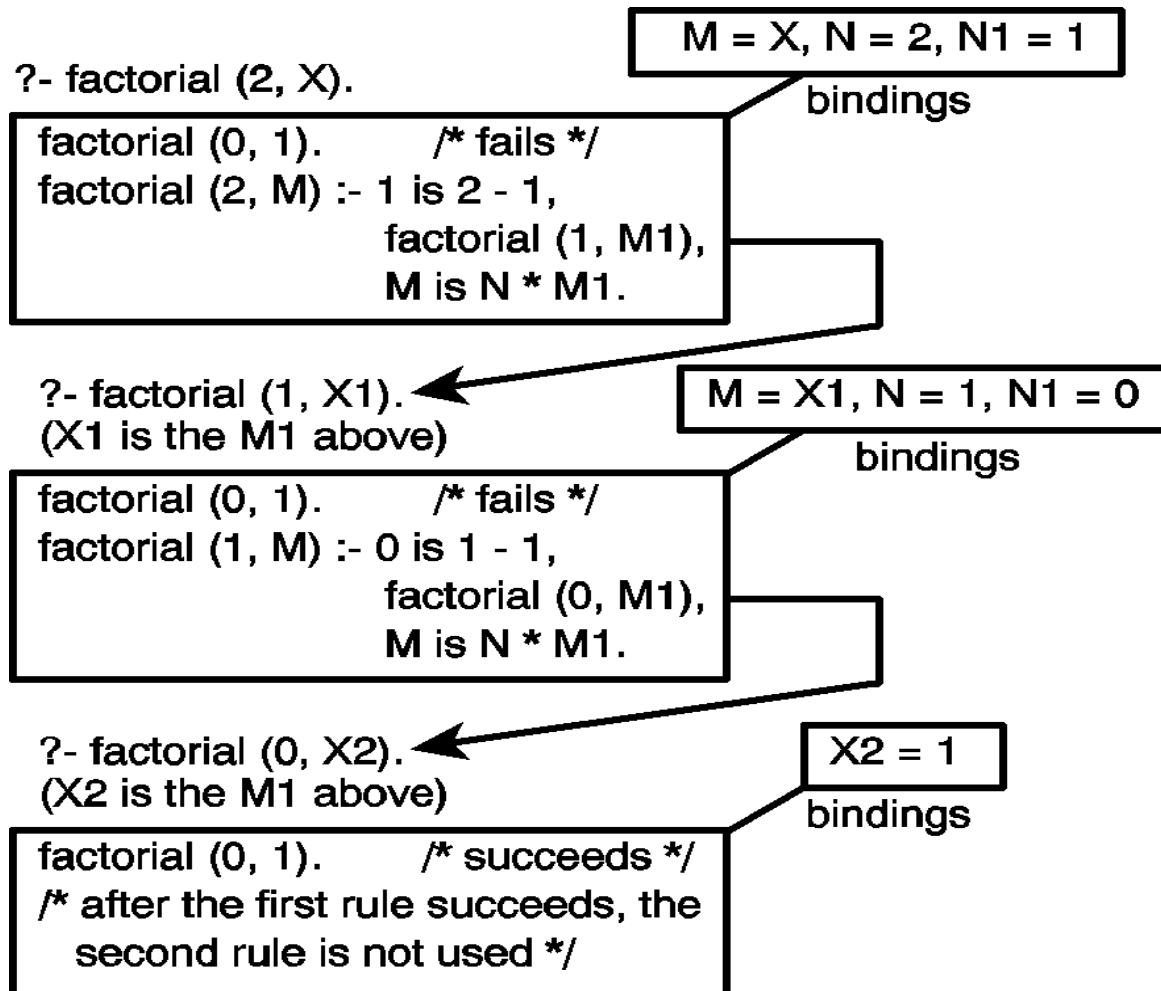 M = X, N = 2, N1 = 1
?- factorial (2, X).
bindings
factorial (0, 1). /* fails */
factorial (2, M) :- 1 is 2 - 1,
factorial (1, M1),
M is N * M1.
?- factorial (1, X1).
(X1 is the M1 above)
M = X1, N = 1, N1 = 0
bindings
factorial (0, 1). /* fails */
factorial (1, M) :- 0 is 1 - 1,
factorial (0, M1),
M is N * M1.
?- factorial (0, X2).
(X2 is the M1 above)
X2 = 1
bindings
factorial (0, 1). /* succeeds */
/* after the first rule succeeds, the
second rule is not used */